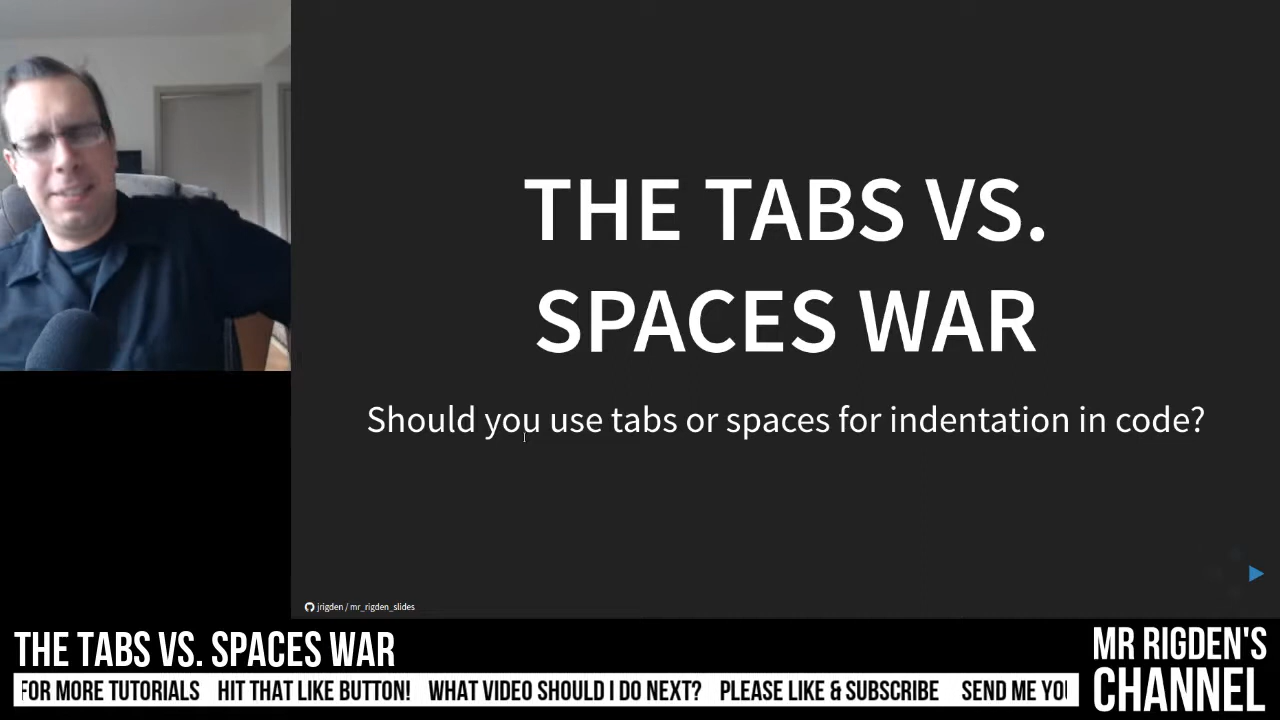 THE TABS VS.
SPACES WAR
Should you use tabs or spaces for indentation in code?
jrigden / mr_rigden_slides
THE TABS VS. SPACES WAR
FOR MORE TUTORIALS HIT THAT LIKE BUTTON! WHAT VIDEO SHOULD I DO NEXT? PLEASE LIKE & SUBSCRIBE SEND ME YOU
MR RIGDEN'S
CHANNEL